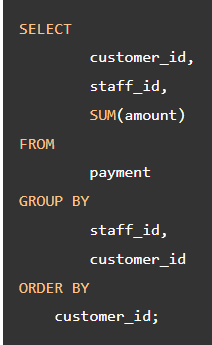 SELECT
customer_id,
staff_id,
SUM(amount)
FROM
payment
GROUP BY
staff_id,
customer_id
ORDER BY
customer_id;